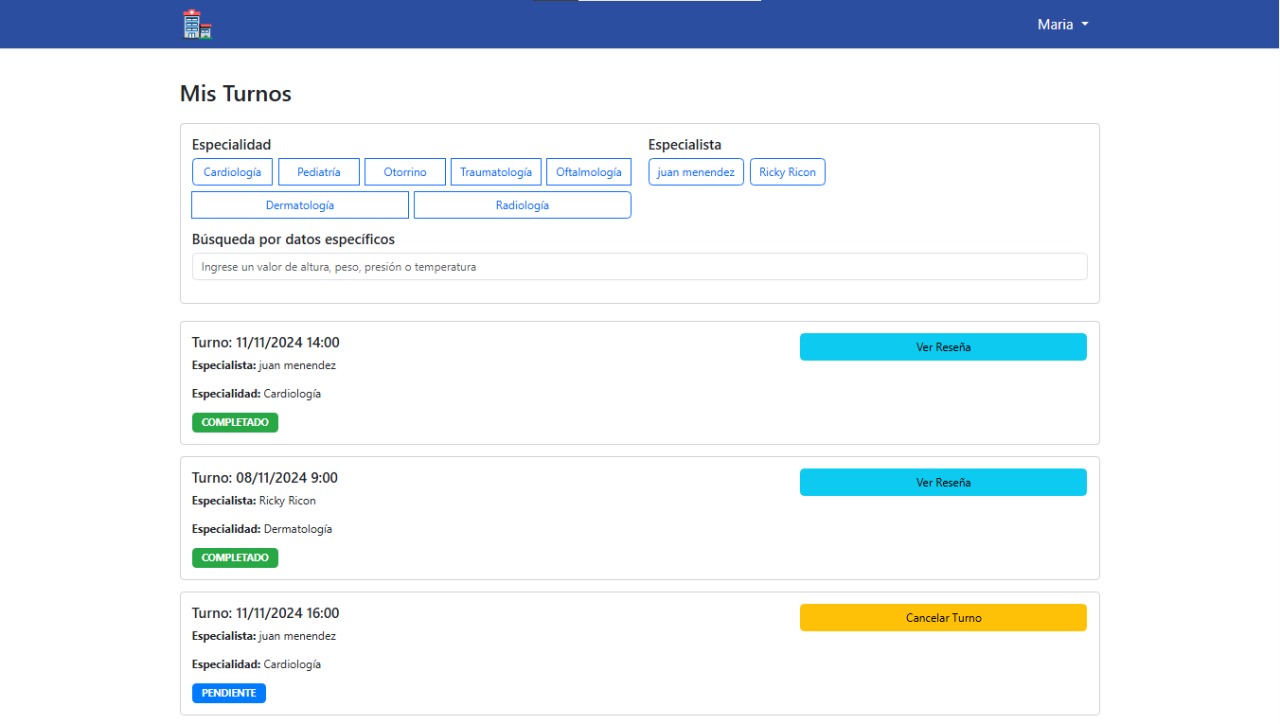 Maria
Mis Turnos
Especialidad
Cardiología Pediatría Otorrino Traumatología Oftalmología
Dermatología Radiología
Especialista
juan menendez Ricky Ricon
Búsqueda por datos específicos
Ingrese un valor de altura, peso, presión o temperatura
Turno: 11/11/2024 14:00
Ver Reseña
Especialista: juan menendez
Especialidad: Cardiología
COMPLETADO
Turno: 08/11/2024 9:00
Ver Reseña
Especialista: Ricky Ricon
Especialidad: Dermatología
COMPLETADO
Turno: 11/11/2024 16:00
Cancelar Turno
Especialista: juan menendez
Especialidad: Cardiología
PENDIENTE